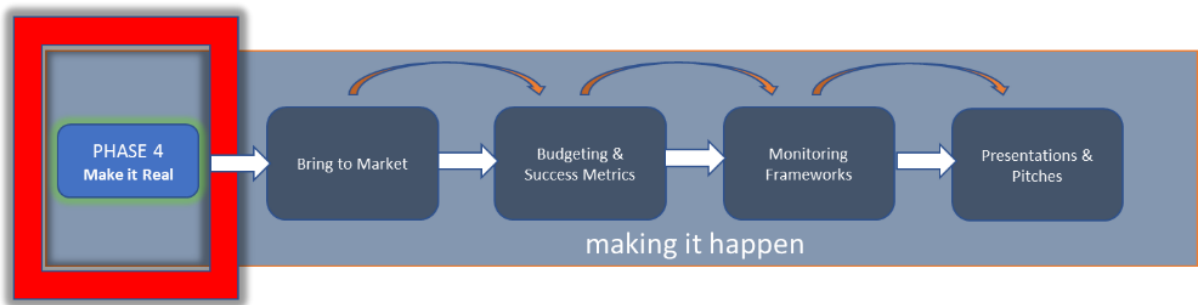 PHASE 4
Make it Real
Bring to Market
Budgeting &
Success Metrics
Monitoring
Frameworks
Presentations &
Pitches
making it happen